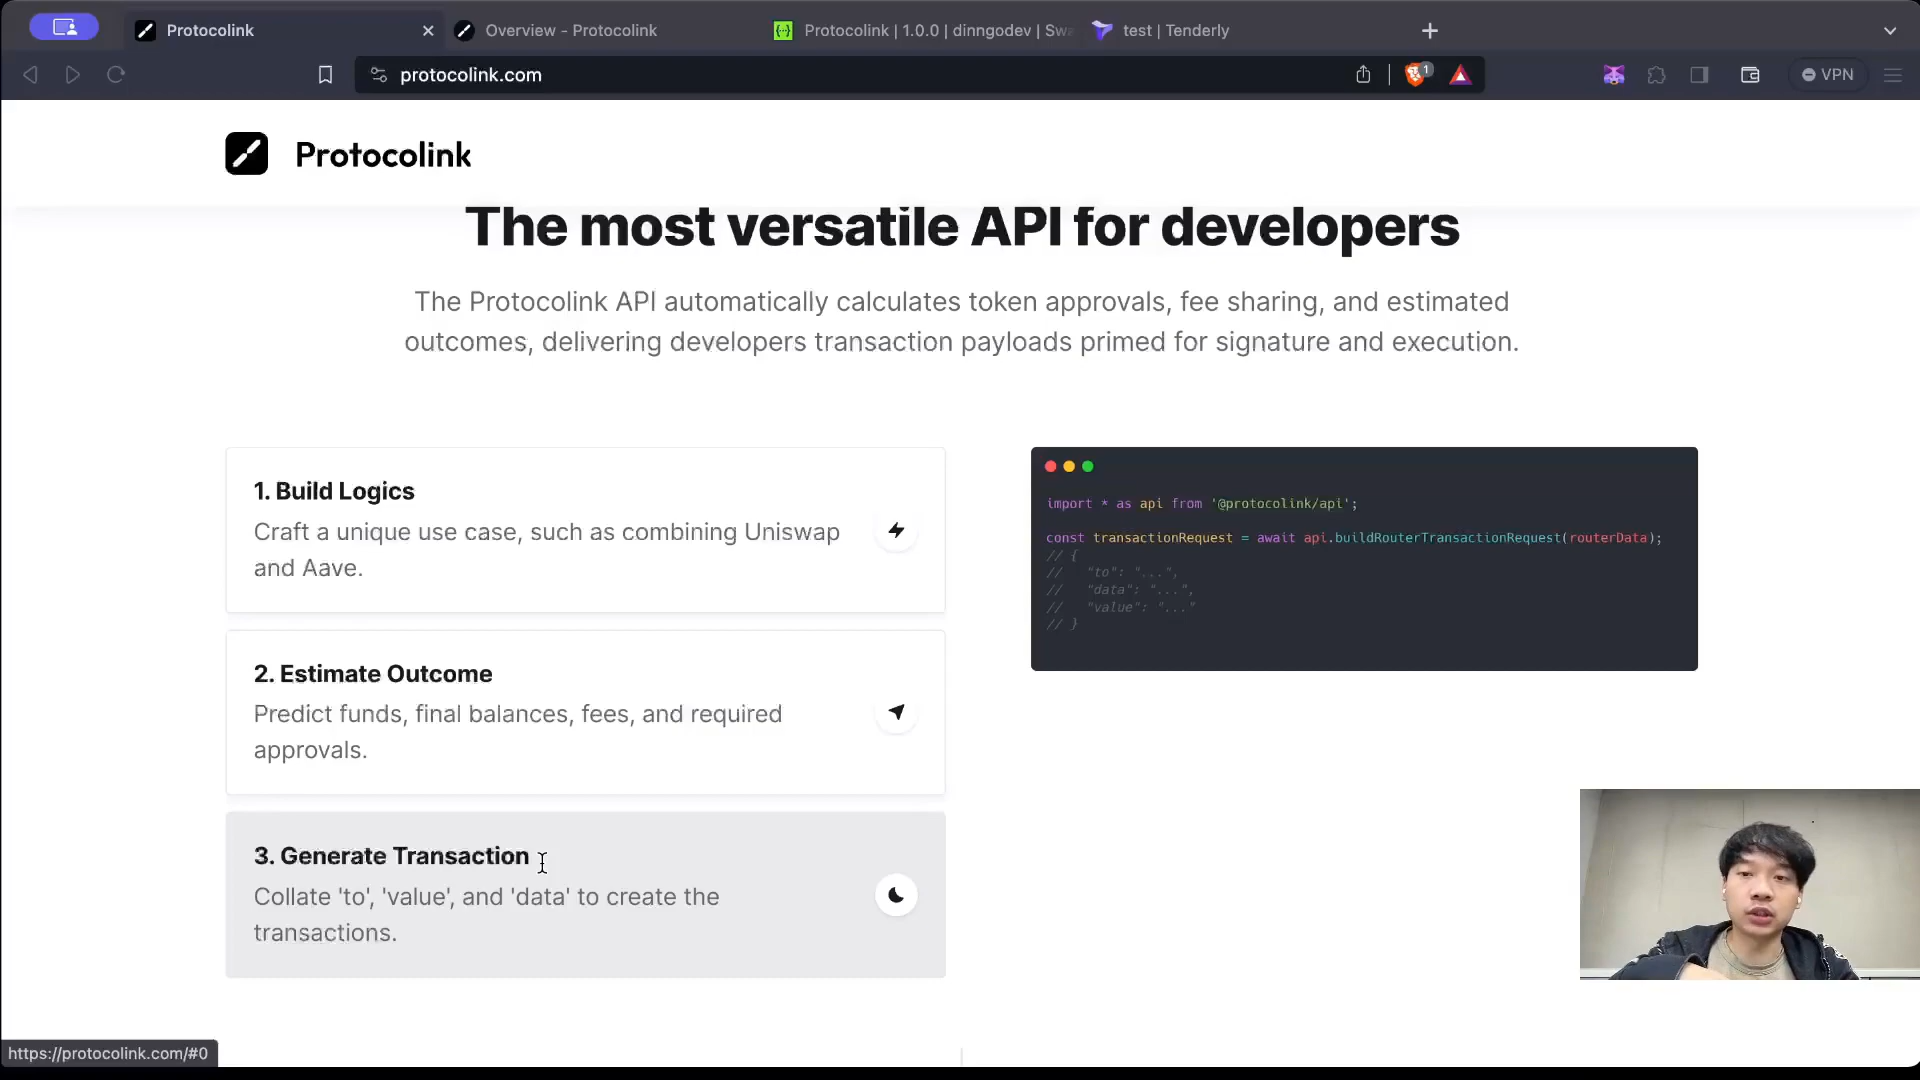 Protocolink
Overview - Protocolink
Protocolink | 1.0.0 | dinngodev | Swa
test | Tenderly
protocolink.com
1
VPN
Protocolink
The most versatile API for developers
The Protocolink API automatically calculates token approvals, fee sharing, and estimated
outcomes, delivering developers transaction payloads primed for signature and execution.
1. Build Logics
Craft a unique use case, such as combining Uniswap
and Aave.
2. Estimate Outcome
Predict funds, final balances, fees, and required
approvals.
3. Generate Transaction
Collate 'to', 'value', and 'data' to create the
transactions.
import * as api from '@protocolink/api';
const transactionRequest = await api.buildRouterTransactionRequest(routerData);
// {
//   "to": "...",
//   "data": "...",
//   "value": "..."
// }
https://protocolink.com/#0